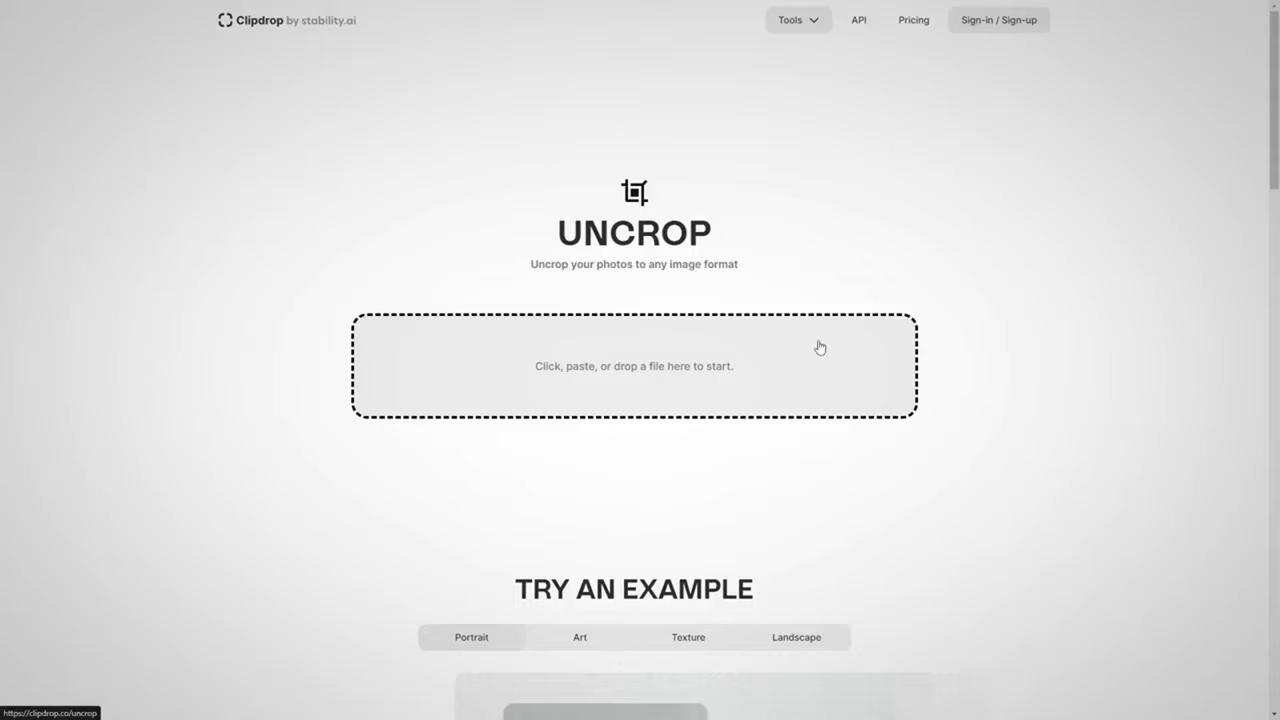 Clipdrop by stability.ai
Tools
API
Pricing
Sign-in / Sign-up
UNCROP
Uncrop your photos to any image format
Click, paste, or drop a file here to start.
TRY AN EXAMPLE
Portrait
Art
Texture
Landscape
https://clipdrop.co/uncrop